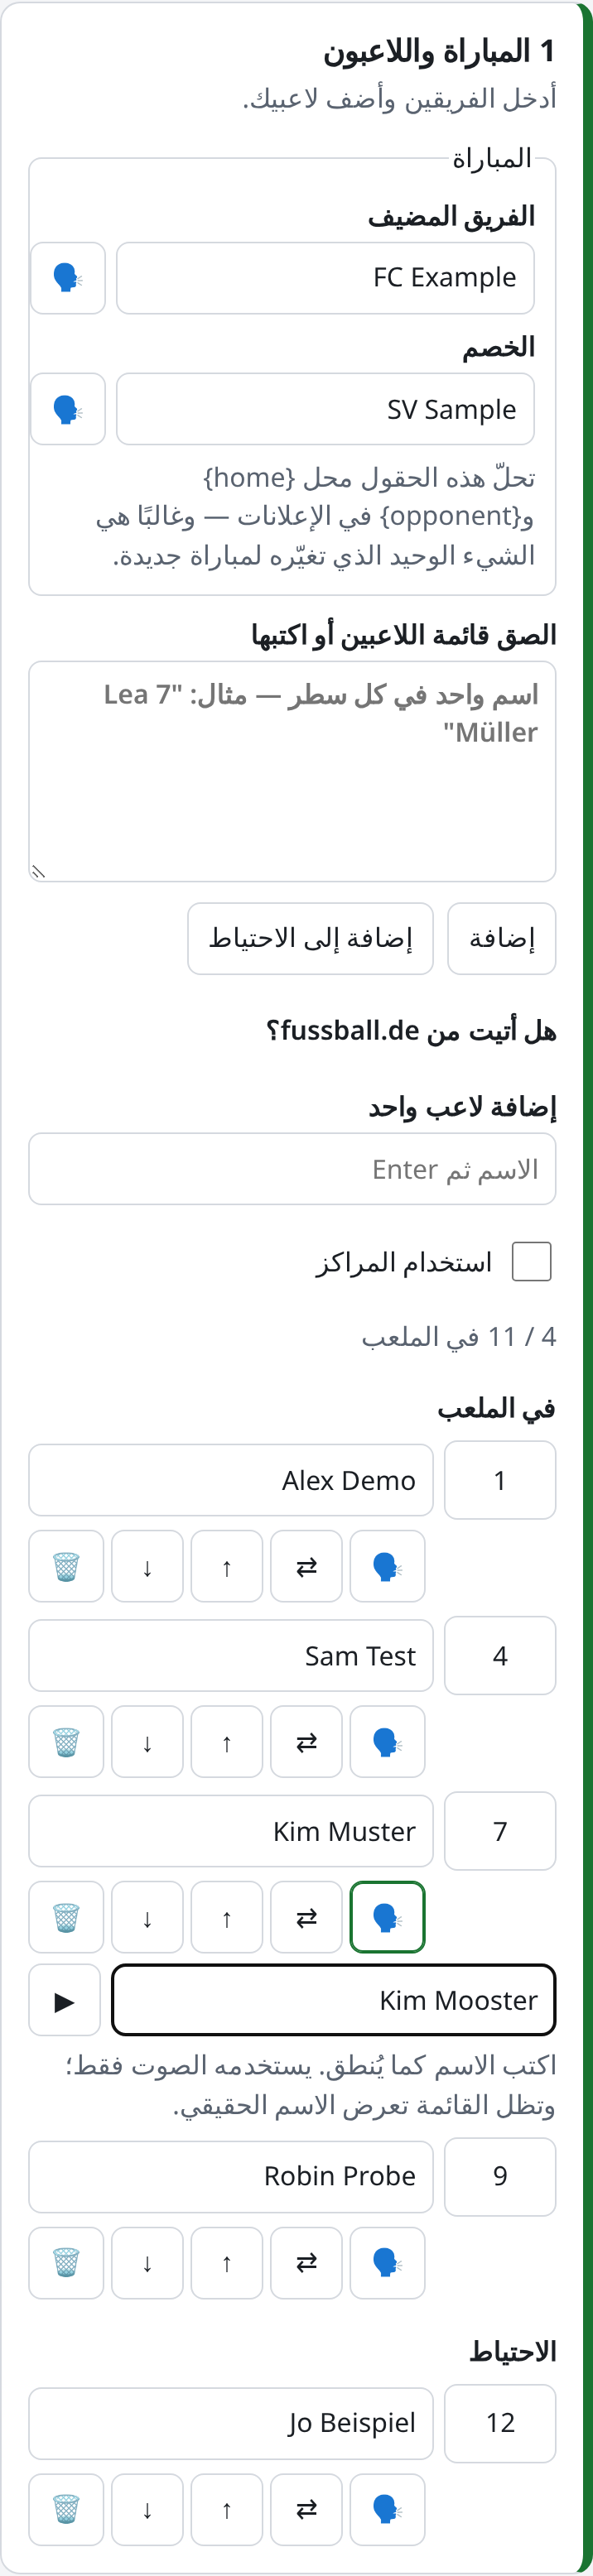 1 المباراة واللاعبون
أدخل الفريقين وأضف لاعبيك.
المباراة
الفريق المضيف
FC Example
الخصم
SV Sample
تحلّ هذه الحقول محل {home}
و{opponent} في الإعلانات — وغالبًا هي
الشيء الوحيد الذي تغيّره لمباراة جديدة.
الصق قائمة اللاعبين أو اكتبها
اسم واحد في كل سطر — مثال: "7 Lea
Müller"
إضافة
إضافة إلى الاحتياط
هل أتيت من fussball.de؟
إضافة لاعب واحد
الاسم ثم Enter
استخدام المراكز
4 / 11 في الملعب
في الملعب
1 Alex Demo
⇄ ↑ ↓
4 Sam Test
⇄ ↑ ↓
7 Kim Muster
⇄ ↑ ↓
Kim Mooster ▶
اكتب الاسم كما يُنطق. يستخدمه الصوت فقط؛
وتظل القائمة تعرض الاسم الحقيقي.
9 Robin Probe
⇄ ↑ ↓
الاحتياط
12 Jo Beispiel
⇄ ↑ ↓